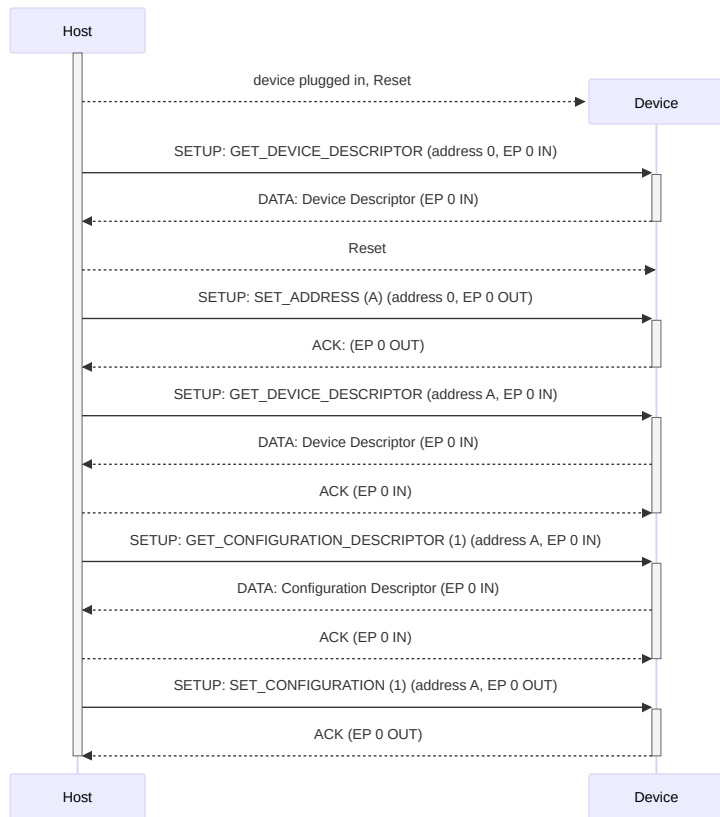 Host
device plugged in, Reset
Device
SETUP: GET_DEVICE_DESCRIPTOR (address 0, EP 0 IN)
DATA: Device Descriptor (EP 0 IN)
Reset
SETUP: SET_ADDRESS (A) (address 0, EP 0 OUT)
ACK: (EP 0 OUT)
SETUP: GET_DEVICE_DESCRIPTOR (address A, EP 0 IN)
DATA: Device Descriptor (EP 0 IN)
ACK (EP 0 IN)
SETUP: GET_CONFIGURATION_DESCRIPTOR (1) (address A, EP 0 IN)
DATA: Configuration Descriptor (EP 0 IN)
ACK (EP 0 IN)
SETUP: SET_CONFIGURATION (1) (address A, EP 0 OUT)
ACK (EP 0 OUT)
Host
Device